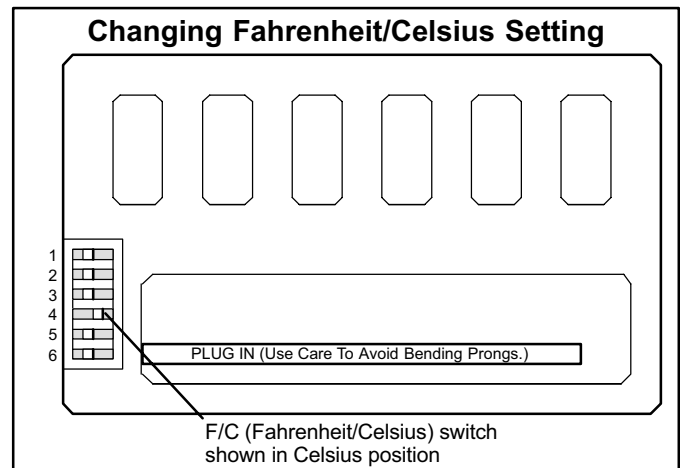 Changing Fahrenheit/Celsius Setting
1
2
3
4
5
6
PLUG IN (Use Care To Avoid Bending Prongs.)
F/C (Fahrenheit/Celsius) switch
shown in Celsius position